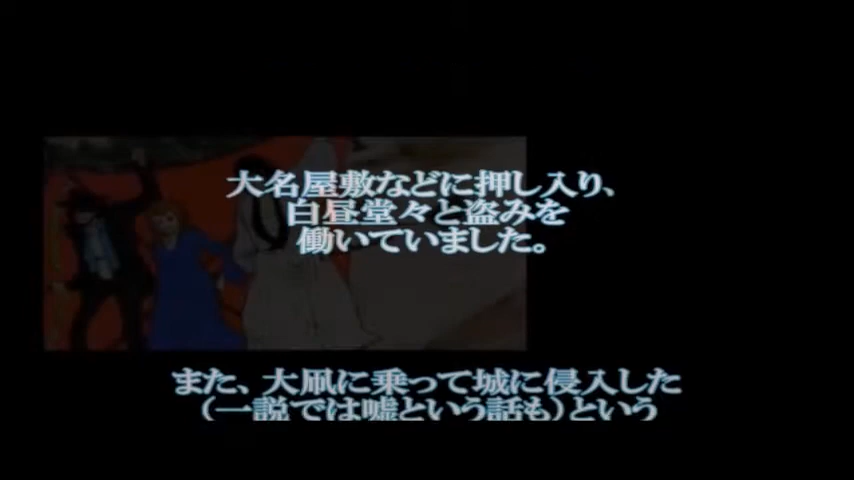 大名屋敷などに押し入り、
白昼堂々と盗みを
働いていました。
また、大凧に乗って城に侵入した
（一説では嘘という話も）という